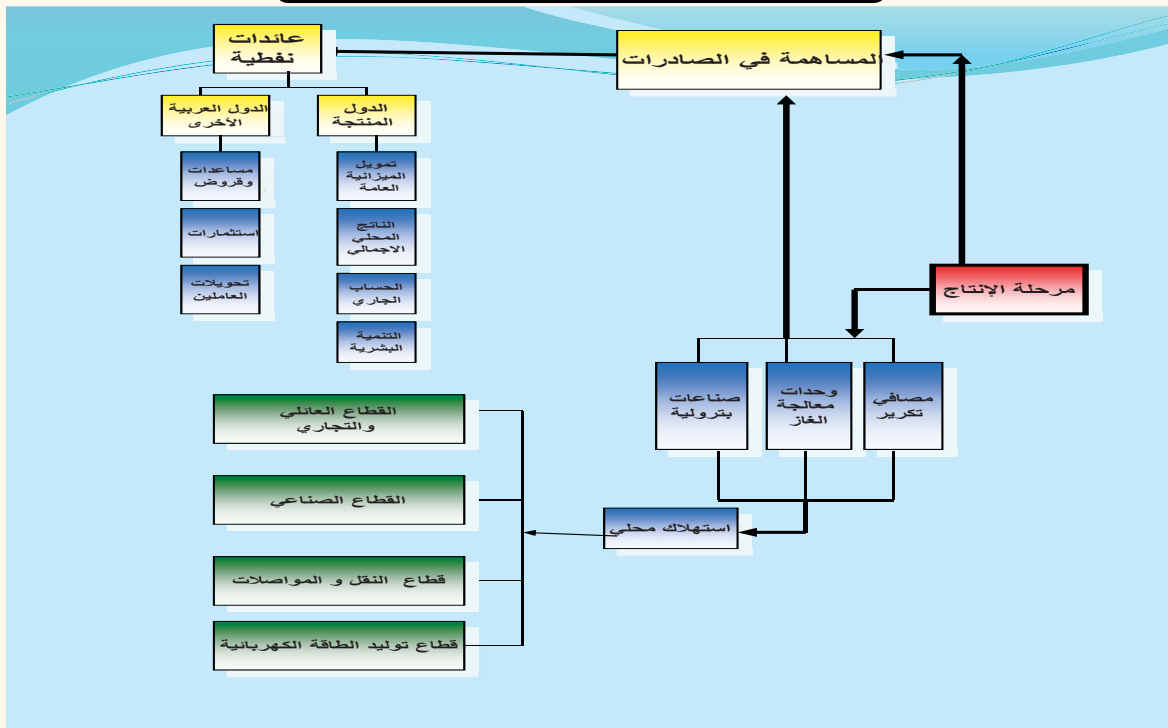 المساهمة في الصادرات
عائدات
نفطية
الدول
المنتجة
الدول العربية
الأخرى
تمويل
الميزانية
العامة
الناتج
المحلي
الاجمالي
الحساب
الجاري
التنمية
البشرية
مساعدات
وقروض
استثمارات
تحويلات
العاملين
مرحلة الإنتاج
مصافي
تكرير
وحدات
معالجة
الغاز
صناعات
بترولية
استهلاك محلي
القطاع العائلي
والتجاري
القطاع الصناعي
قطاع النقل و المواصلات
قطاع توليد الطاقة الكهربائية